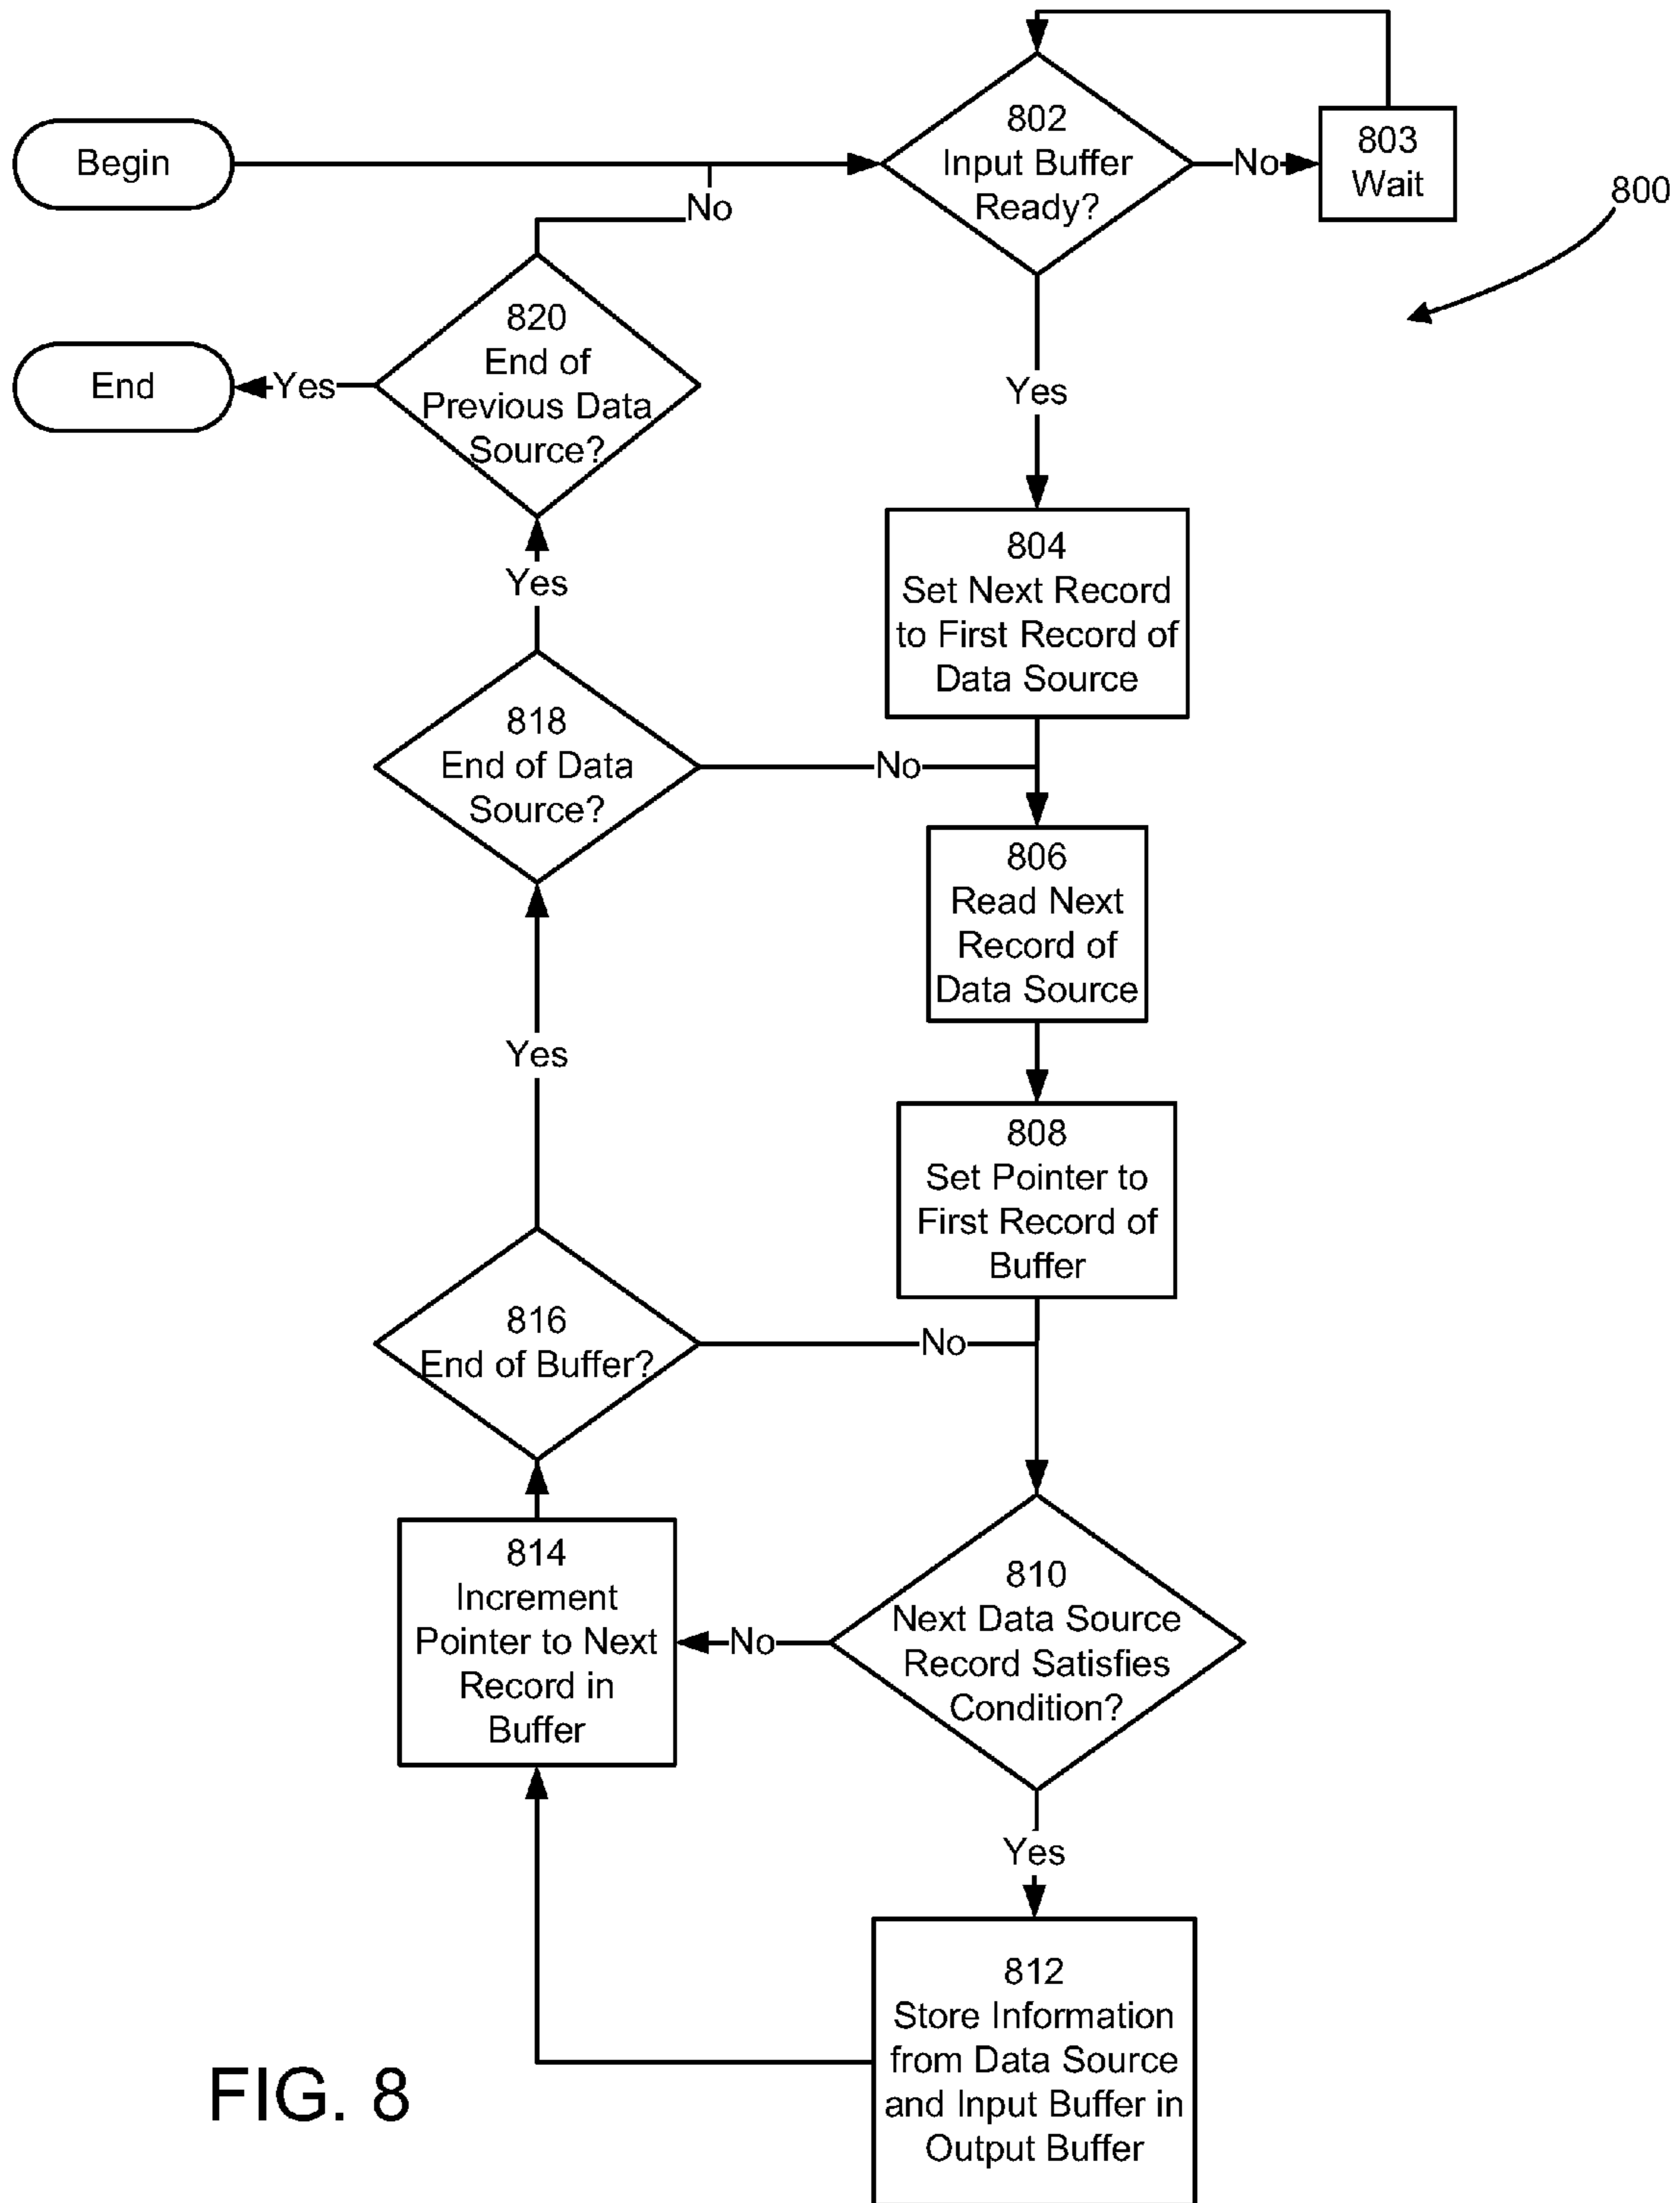 Begin
802
Input Buffer
Ready?
No
803
Wait
800
No
820
End of
Previous Data
Source?
Yes
End
Yes
804
Set Next Record
to First Record of
Data Source
Yes
818
End of Data
Source?
No
806
Read Next
Record of
Data Source
Yes
808
Set Pointer to
First Record of
Buffer
816
End of Buffer?
No
814
Increment
Pointer to Next
Record in
Buffer
No
810
Next Data Source
Record Satisfies
Condition?
Yes
812
Store Information
from Data Source
and Input Buffer in
Output Buffer
FIG. 8